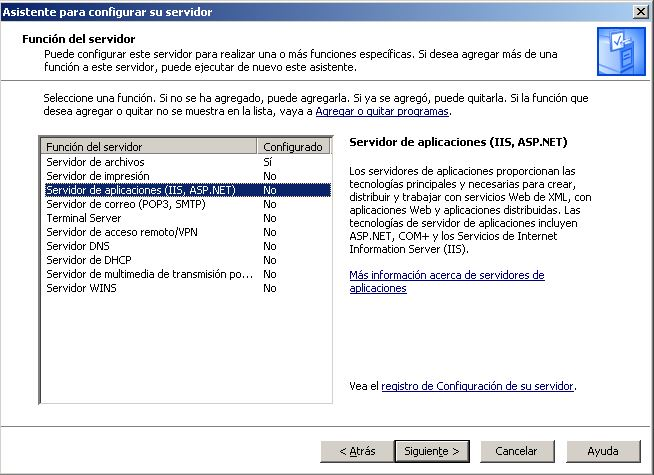 Asistente para configurar su servidor
Función del servidor
Puede configurar este servidor para realizar una o más funciones específicas. Si desea agregar más de una
función a este servidor, puede ejecutar de nuevo este asistente.
Seleccione una función. Si no se ha agregado, puede agregarla. Si ya se agregó, puede quitarla. Si la función que
desea agregar o quitar no se muestra en la lista, vaya a Agregar o quitar programas.
Función del servidor Configurado
Servidor de archivos Sí
Servidor de impresión No
Servidor de aplicaciones (IIS, ASP.NET) No
Servidor de correo (POP3, SMTP) No
Terminal Server No
Servidor de acceso remoto/VPN No
Servidor DNS No
Servidor de DHCP No
Servidor de multimedia de transmisión po... No
Servidor WINS No
Servidor de aplicaciones (IIS, ASP.NET)
Los servidores de aplicaciones proporcionan las
tecnologías principales y necesarias para crear,
distribuir y trabajar con servicios Web de XML, con
aplicaciones Web y aplicaciones distribuidas. Las
tecnologías de servidor de aplicaciones incluyen
ASP.NET, COM+ y los Servicios de Internet
Information Server (IIS).
Más información acerca de servidores de
aplicaciones
Vea el registro de Configuración de su servidor.
< Atrás Siguiente > Cancelar Ayuda